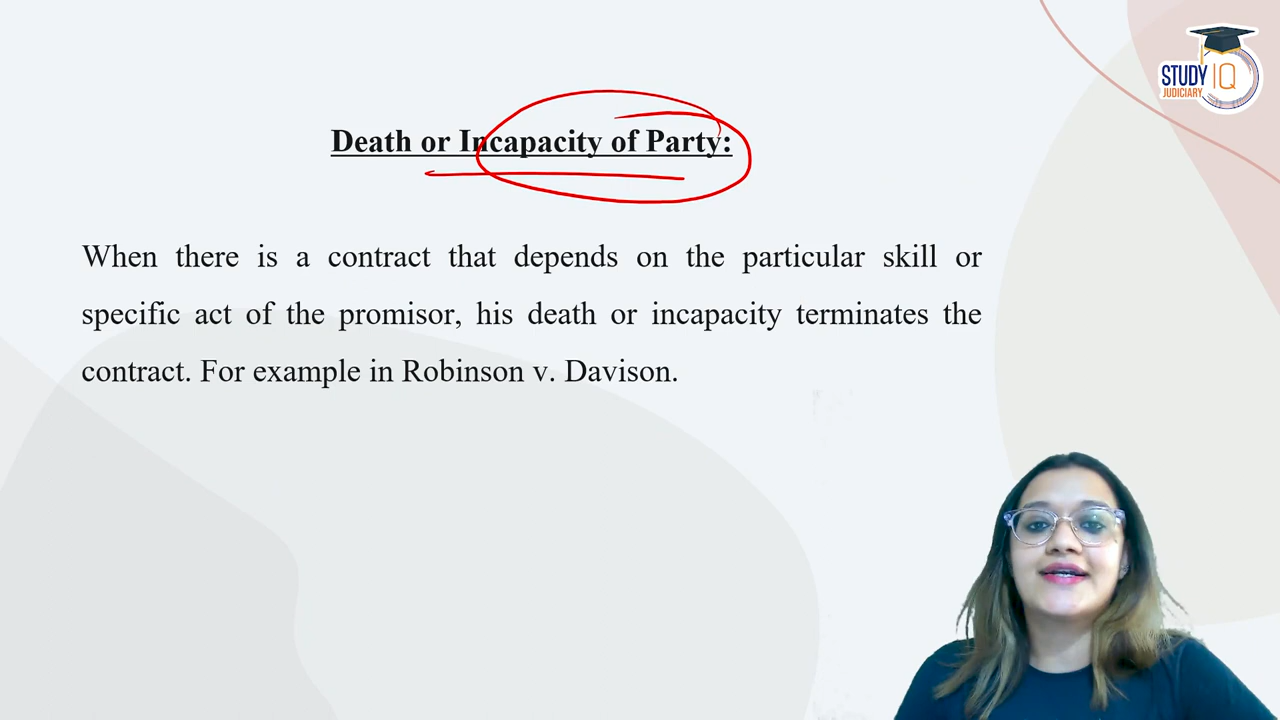 STUDY IQ
JUDICIARY
Death or Incapacity of Party:
When there is a contract that depends on the particular skill or
specific act of the promisor, his death or incapacity terminates the
contract. For example in Robinson v. Davison.